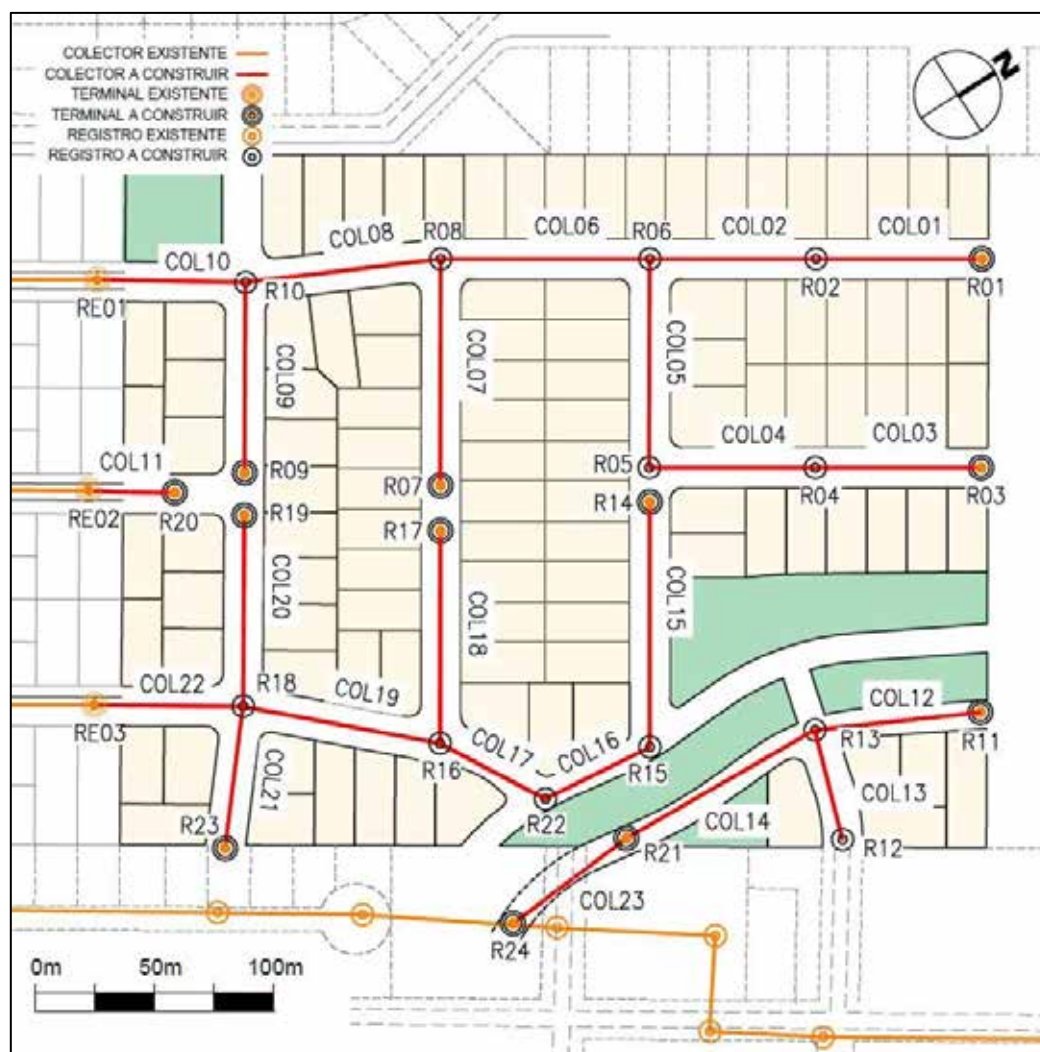 COLECTOR EXISTENTE
COLECTOR A CONSTRUIR
TERMINAL EXISTENTE
TERMINAL A CONSTRUIR
REGISTRO EXISTENTE
REGISTRO A CONSTRUIR
N
COL10
COL08
R08
COL06
R06
COL02
COL01
RE01
R10
R02
R01
COL09
COL07
COL05
COL11
COL04
COL03
RE02
R20
R09
R19
R07
R17
R05
R14
R04
R03
COL20
COL18
COL15
COL22
R18
COL19
COL12
RE03
COL17
COL16
R16
R15
R13
R11
COL21
R22
COL13
R23
COL14
R21
R12
COL23
R24
0m 50m 100m